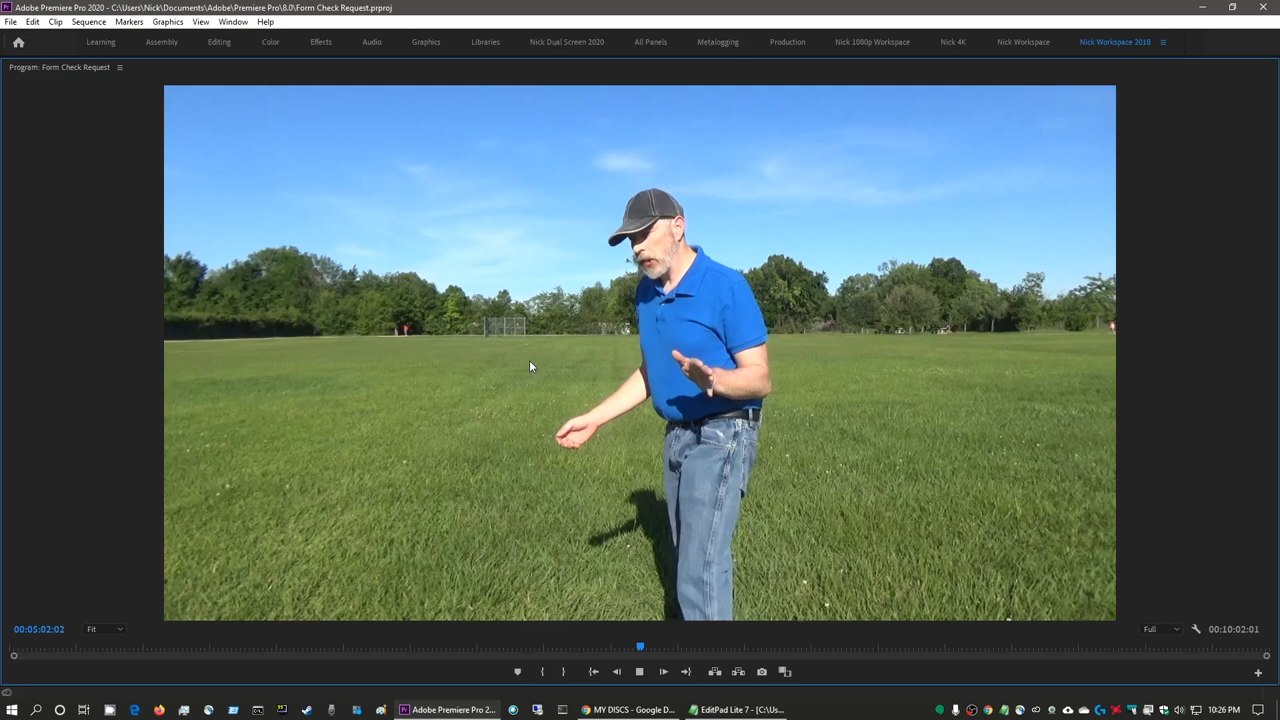 Adobe Premiere Pro 2020 - C:\Users\Nick\Documents\Adobe\Premiere Pro\8.0\Form Check Request.prproj
File Edit Clip Sequence Markers Graphics View Window Help
Learning Assembly Editing Color Effects Audio Graphics Libraries Nick Dual Screen 2020 All Panels Metalogging Production Nick 1080p Workspace Nick 4K Nick Workspace Nick Workspace 2018
Program: Form Check Request
00:05:02:02 Fit Full 00:10:02:01
Adobe Premiere Pro 2... MY DISCS - Google D... EditPad Lite 7 - [C:\Us... 10:26 PM